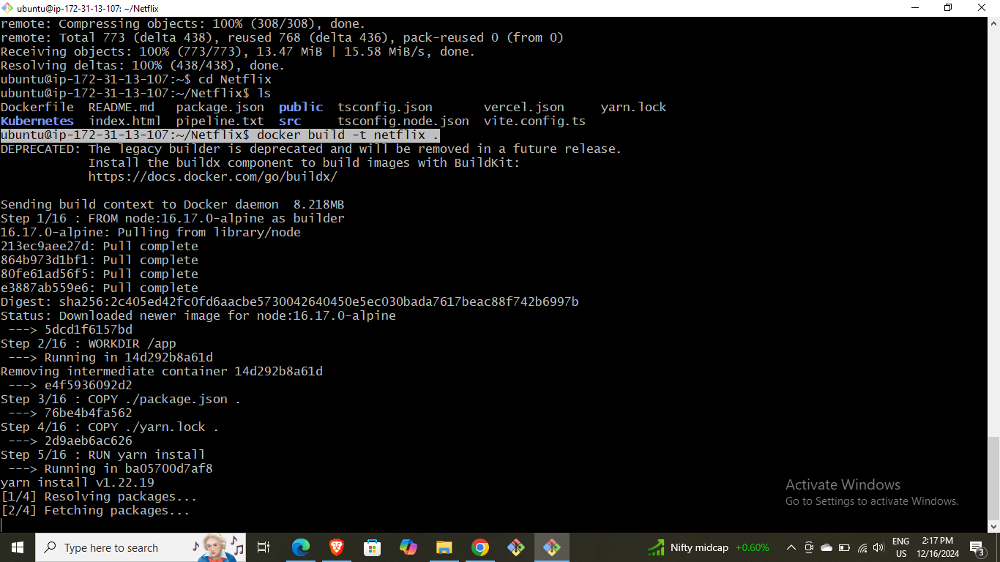 ubuntu@ip-172-31-13-107: ~/Netflix
remote: Compressing objects: 100% (308/308), done.
remote: Total 773 (delta 438), reused 768 (delta 436), pack-reused 0 (from 0)
Receiving objects: 100% (773/773), 13.47 MiB | 15.58 MiB/s, done.
Resolving deltas: 100% (438/438), done.
ubuntu@ip-172-31-13-107:~$ cd Netflix
ubuntu@ip-172-31-13-107:~/Netflix$ ls
Dockerfile  README.md   package.json  public  tsconfig.json       vercel.json     yarn.lock
Kubernetes  index.html  pipeline.txt  src     tsconfig.node.json  vite.config.ts
ubuntu@ip-172-31-13-107:~/Netflix$ docker build -t netflix .
DEPRECATED: The legacy builder is deprecated and will be removed in a future release.
            Install the buildx component to build images with BuildKit:
            https://docs.docker.com/go/buildx/
Sending build context to Docker daemon  8.218MB
Step 1/16 : FROM node:16.17.0-alpine as builder
16.17.0-alpine: Pulling from library/node
213ec9aee27d: Pull complete
864b973d1bf1: Pull complete
80fe61ad56f5: Pull complete
e3887ab559e6: Pull complete
Digest: sha256:2c405ed42fc0fd6aacbe5730042640450e5ec030bada7617beac88f742b6997b
Status: Downloaded newer image for node:16.17.0-alpine
 ---> 5dcd1f6157bd
Step 2/16 : WORKDIR /app
 ---> Running in 14d292b8a61d
Removing intermediate container 14d292b8a61d
 ---> e4f5936092d2
Step 3/16 : COPY ./package.json .
 ---> 76be4b4fa562
Step 4/16 : COPY ./yarn.lock .
 ---> 2d9aeb6ac626
Step 5/16 : RUN yarn install
 ---> Running in ba05700d7af8
yarn install v1.22.19
[1/4] Resolving packages...
[2/4] Fetching packages...
Activate Windows
Go to Settings to activate Windows.
Type here to search
Nifty midcap +0.60%
ENG
US
2:17 PM
12/16/2024
3